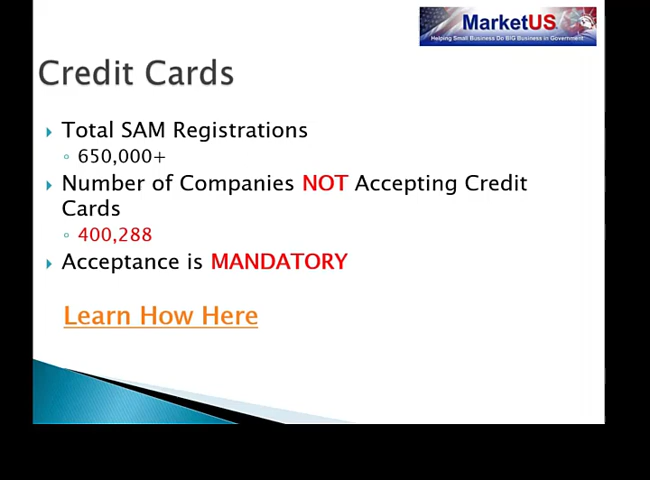 MarketUS
Helping Small Business Do BIG Business in Government
Credit Cards
Total SAM Registrations
650,000+
Number of Companies NOT Accepting Credit
Cards
400,288
Acceptance is MANDATORY
Learn How Here